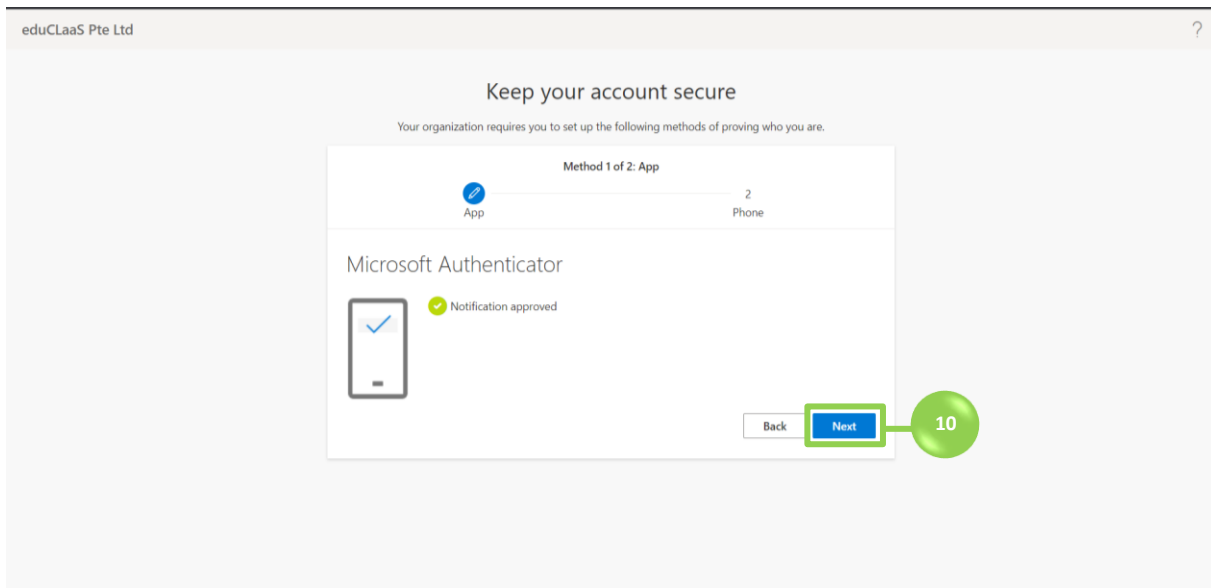 eduCLaaS Pte Ltd
?
Keep your account secure
Your organization requires you to set up the following methods of proving who you are.
Method 1 of 2: App
2
App
Phone
Microsoft Authenticator
Notification approved
Back
Next
10